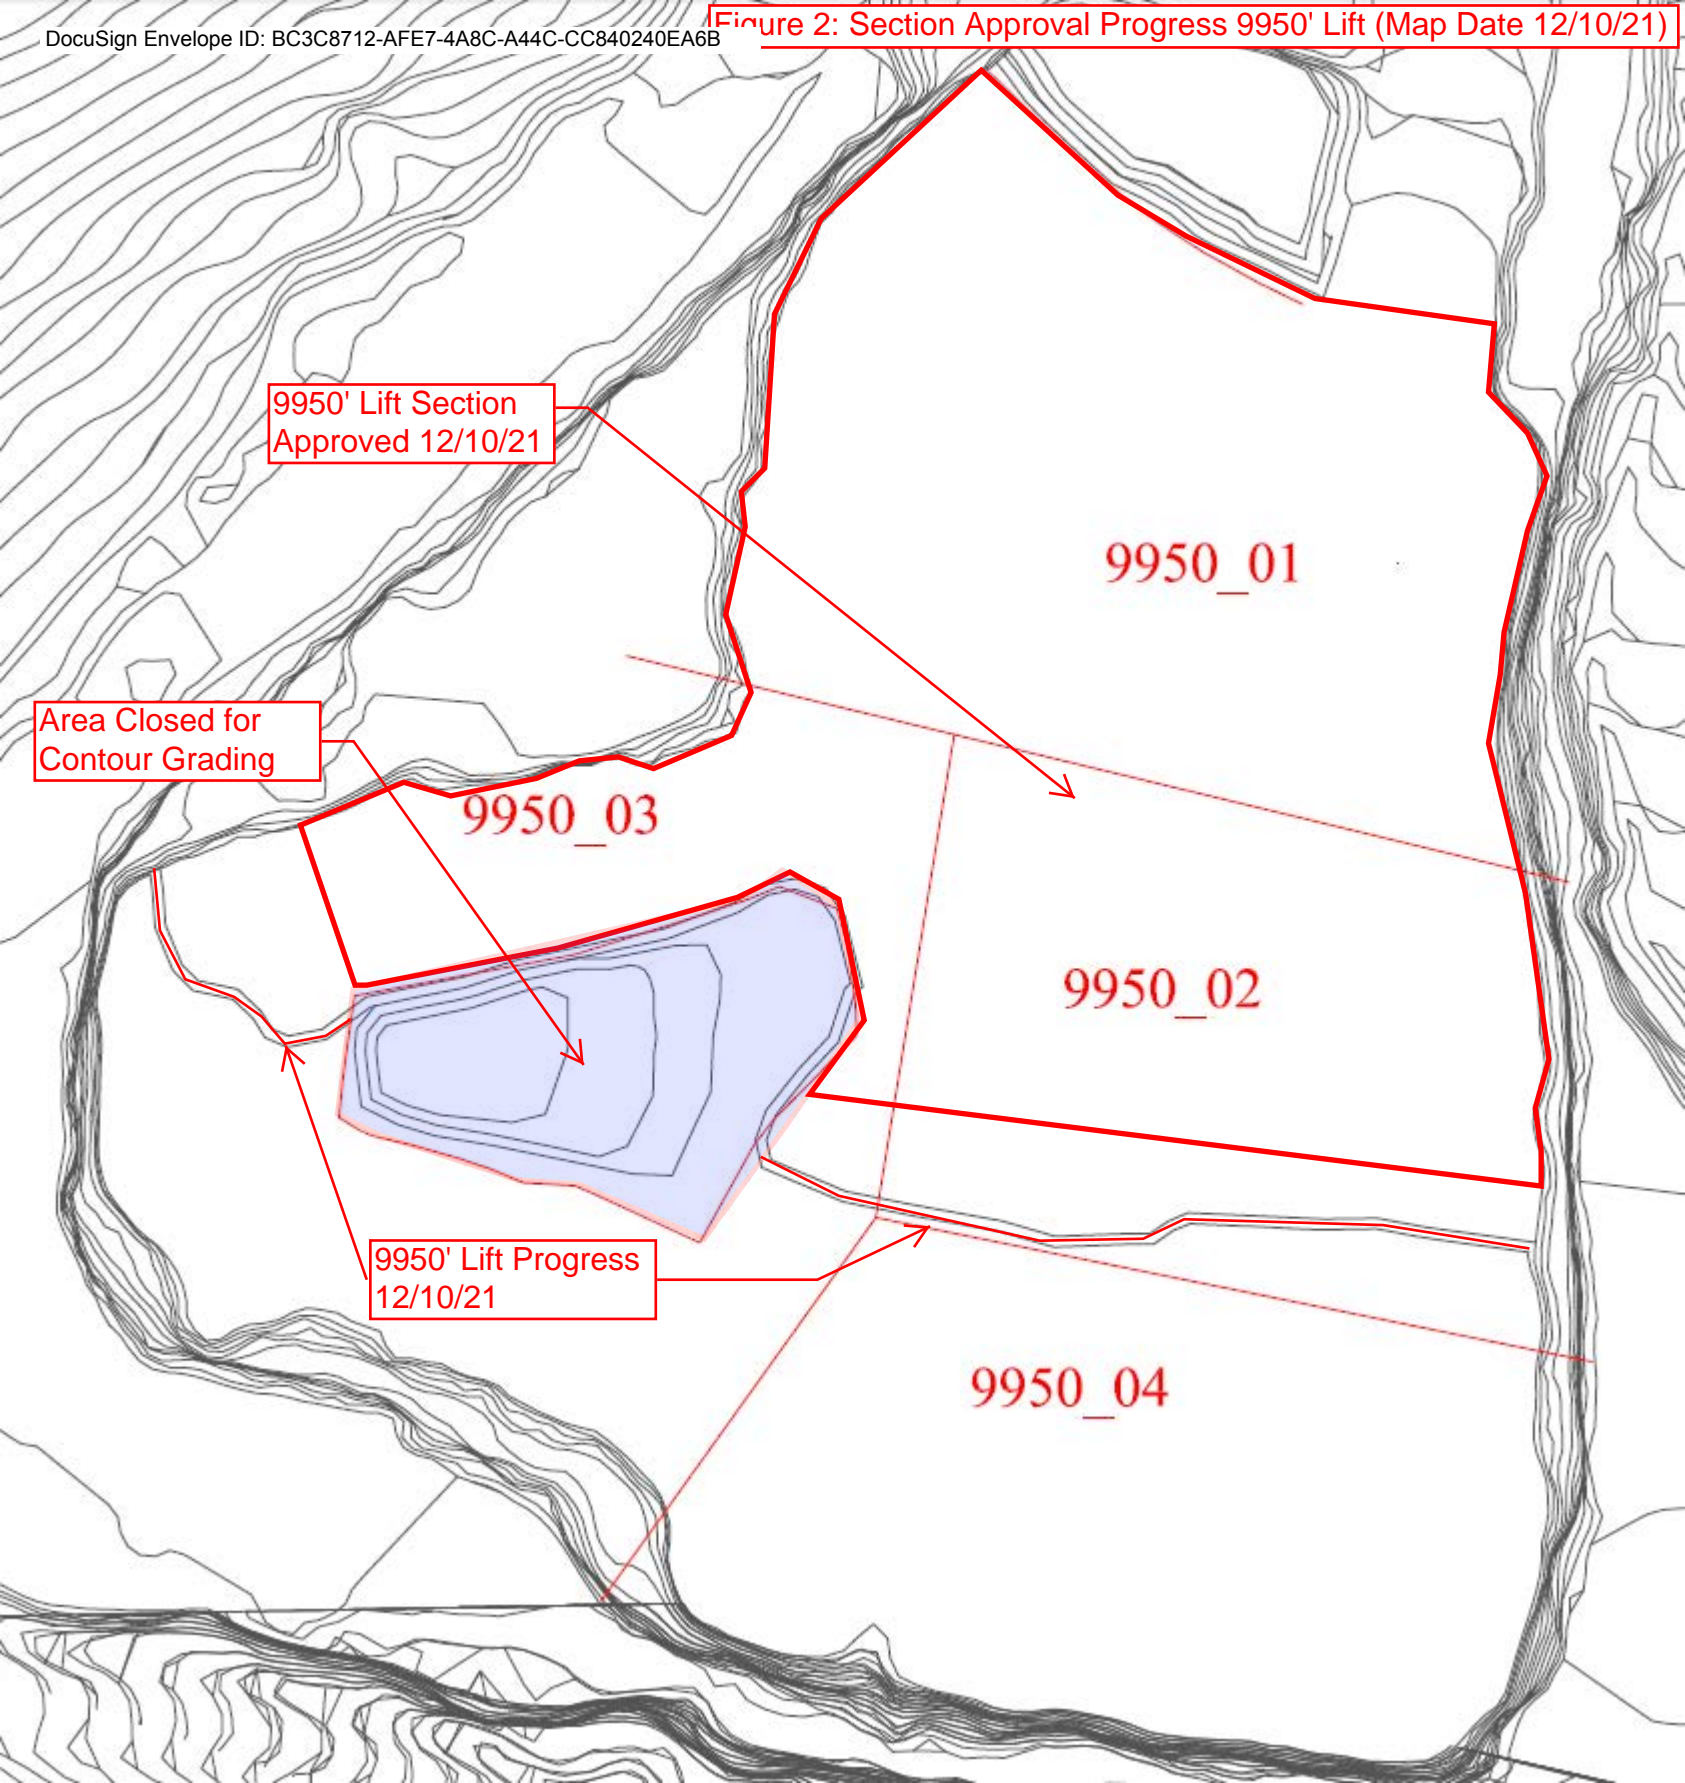 DocuSign Envelope ID: BC3C8712-AFE7-4A8C-A44C-CC840240EA6B
Figure 2: Section Approval Progress 9950' Lift (Map Date 12/10/21)
9950' Lift Section
Approved 12/10/21
9950_01
Area Closed for
Contour Grading
9950_03
9950_02
9950' Lift Progress
12/10/21
9950_04